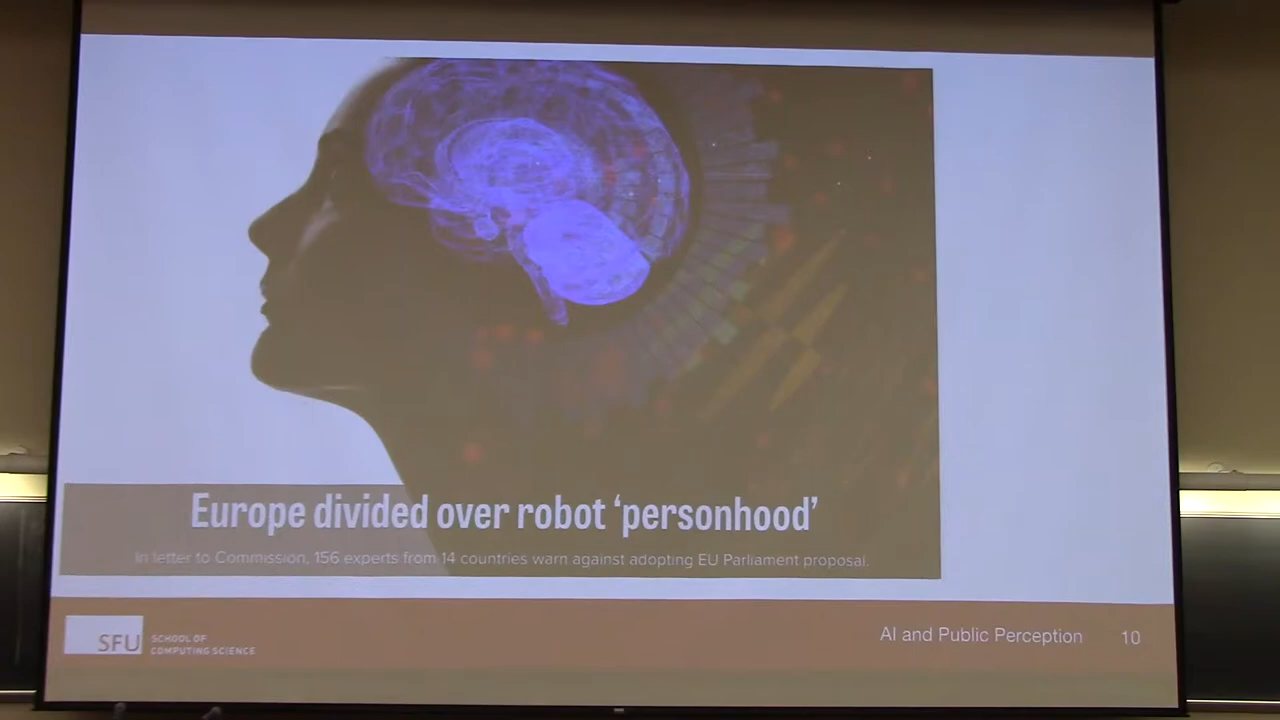 Europe divided over robot ‘personhood’
In letter to Commission, 156 experts from 14 countries warn against adopting EU Parliament proposal.
SFU
SCHOOL OF
COMPUTING SCIENCE
AI and Public Perception
10